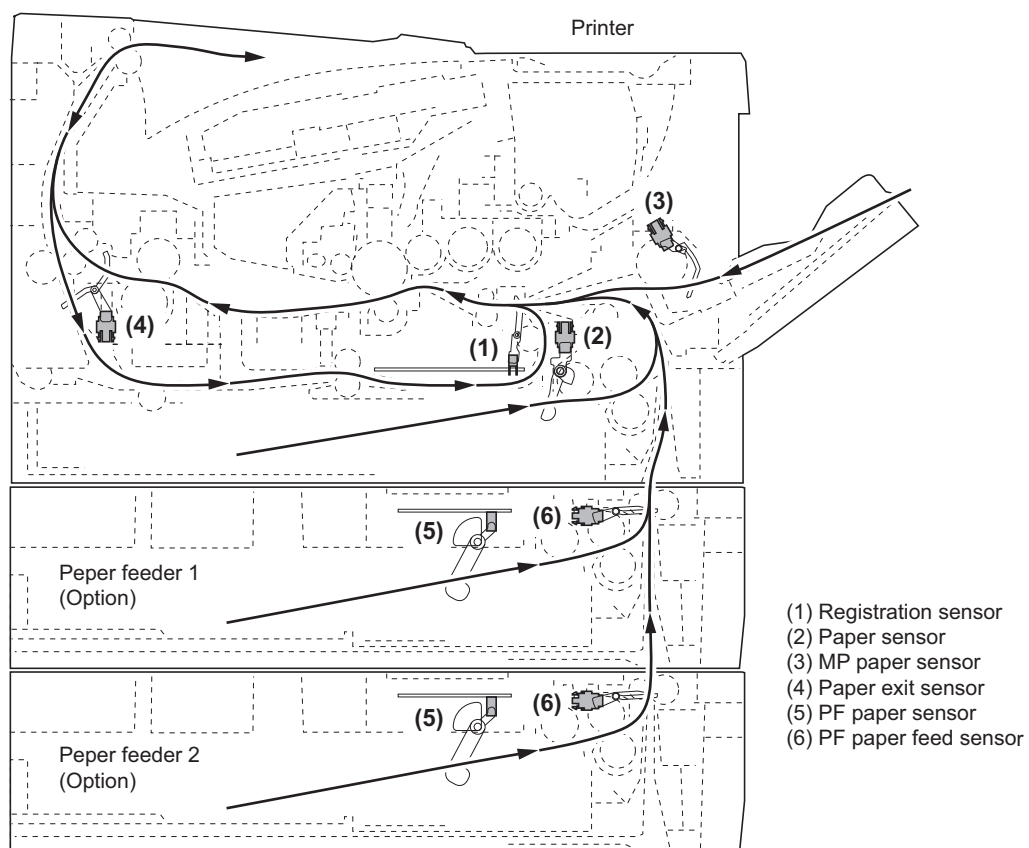 Printer
(3)
(4)
(1)
(2)
(5)
(6)
Peper feeder 1
(Option)
(5)
(6)
Peper feeder 2
(Option)
(1) Registration sensor
(2) Paper sensor
(3) MP paper sensor
(4) Paper exit sensor
(5) PF paper sensor
(6) PF paper feed sensor